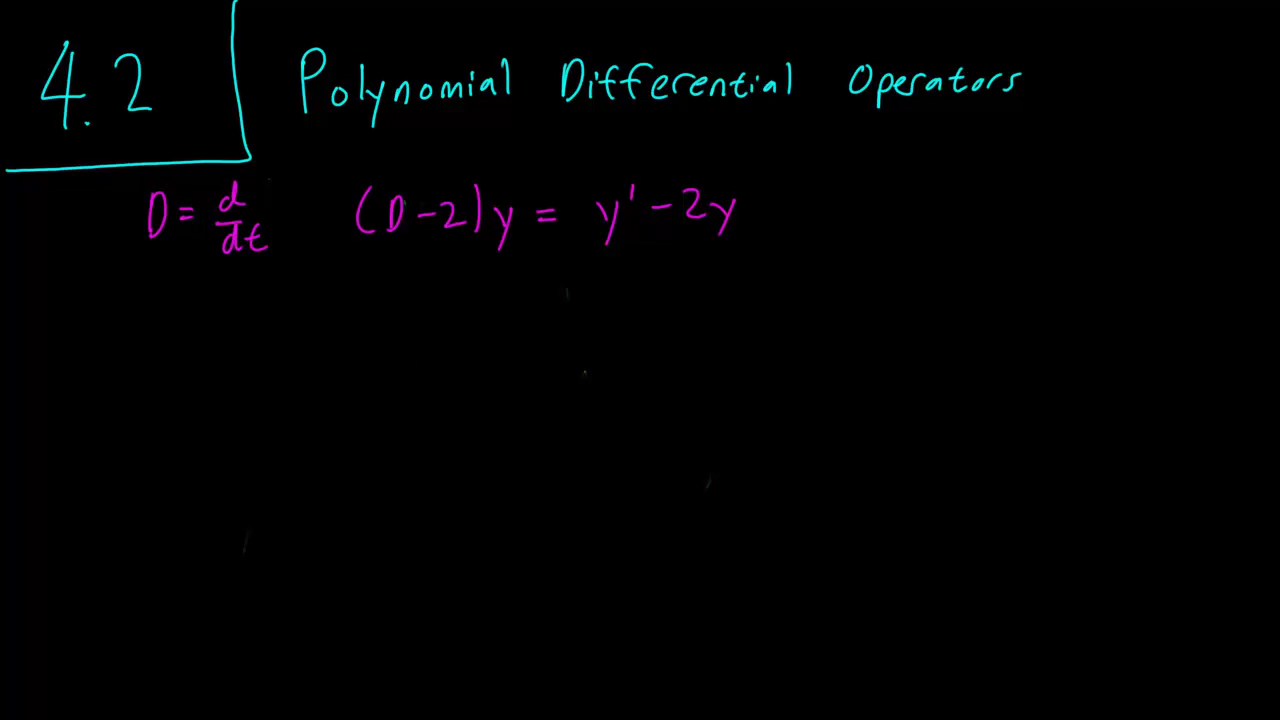 4.2 Polynomial Differential Operators
D = d/dt (D-2)y = y' - 2y